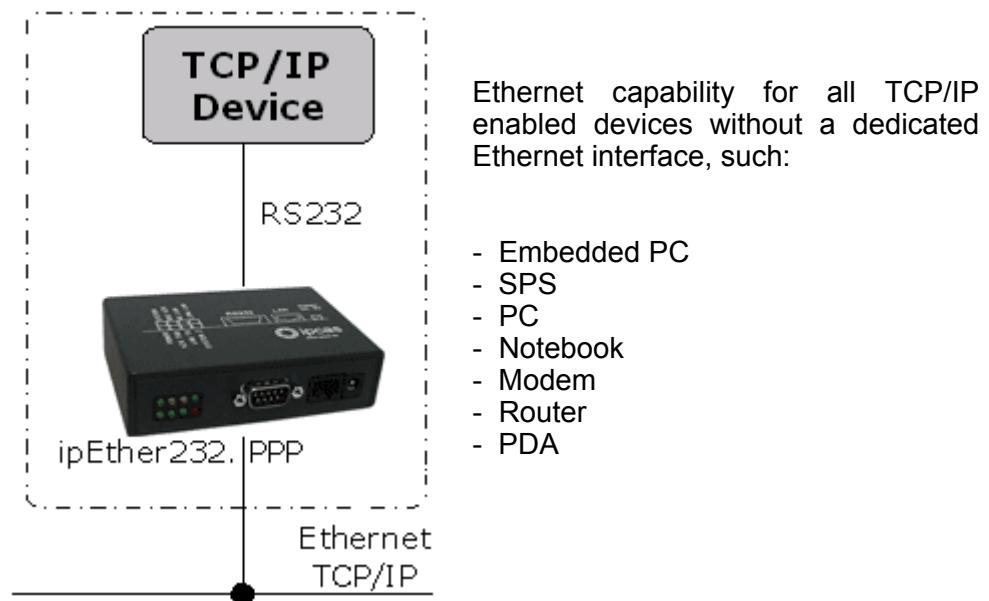 TCP/IP
Device
RS232
ipcas
ipEther232. PPP
Ethernet
TCP/IP
Ethernet capability for all TCP/IP
enabled devices without a dedicated
Ethernet interface, such:
- Embedded PC
- SPS
- PC
- Notebook
- Modem
- Router
- PDA